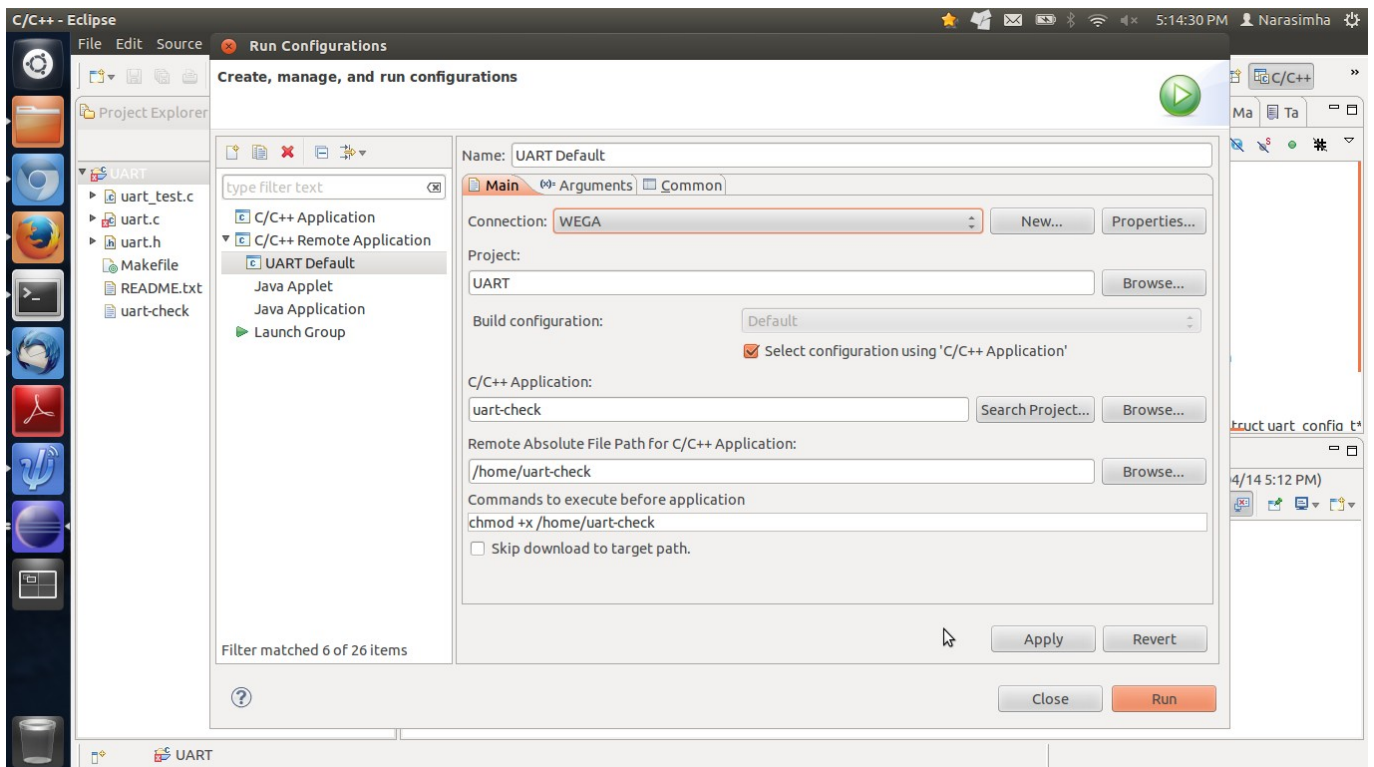 C/C++ - Eclipse
5:14:30 PM Narasimha
File Edit Source
Run Configurations
Create, manage, and run configurations
C/C++ »
Project Explorer
Ma Ta
UART
uart_test.c
uart.c
uart.h
Makefile
README.txt
uart-check
type filter text
C/C++ Application
C/C++ Remote Application
UART Default
Java Applet
Java Application
Launch Group
Filter matched 6 of 26 items
Name: UART Default
Main Arguments Common
Connection: WEGA New... Properties...
Project:
UART Browse...
Build configuration: Default
Select configuration using 'C/C++ Application'
C/C++ Application:
uart-check Search Project... Browse...
Remote Absolute File Path for C/C++ Application:
/home/uart-check Browse...
Commands to execute before application
chmod +x /home/uart-check
Skip download to target path.
Apply Revert
Close Run
truct uart_config_t*
4/14 5:12 PM)
UART